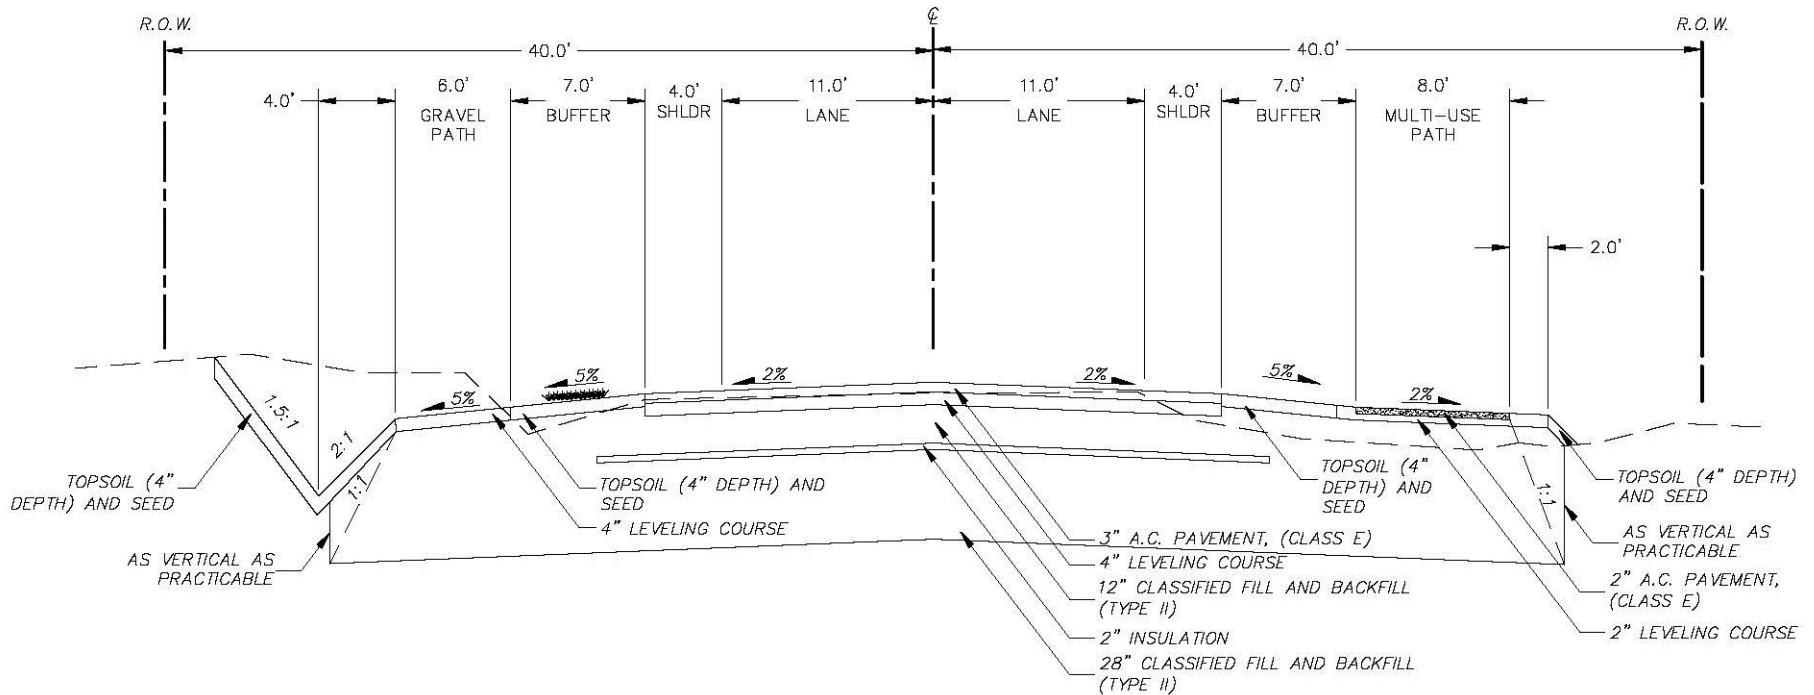 R.O.W.
℄
R.O.W.
40.0'
40.0'
4.0'
6.0'
GRAVEL
PATH
7.0'
BUFFER
4.0'
SHLDR
11.0'
LANE
11.0'
LANE
4.0'
SHLDR
7.0'
BUFFER
8.0'
MULTI-USE
PATH
2.0'
5%
5%
2%
2%
5%
2%
1.5:1
2:1
1:1
1:1
TOPSOIL (4"
DEPTH) AND SEED
AS VERTICAL AS
PRACTICABLE
TOPSOIL (4" DEPTH) AND
SEED
4" LEVELING COURSE
3" A.C. PAVEMENT, (CLASS E)
4" LEVELING COURSE
12" CLASSIFIED FILL AND BACKFILL
(TYPE II)
2" INSULATION
28" CLASSIFIED FILL AND BACKFILL
(TYPE II)
TOPSOIL (4"
DEPTH) AND
SEED
TOPSOIL (4" DEPTH)
AND SEED
AS VERTICAL AS
PRACTICABLE
2" A.C. PAVEMENT,
(CLASS E)
2" LEVELING COURSE